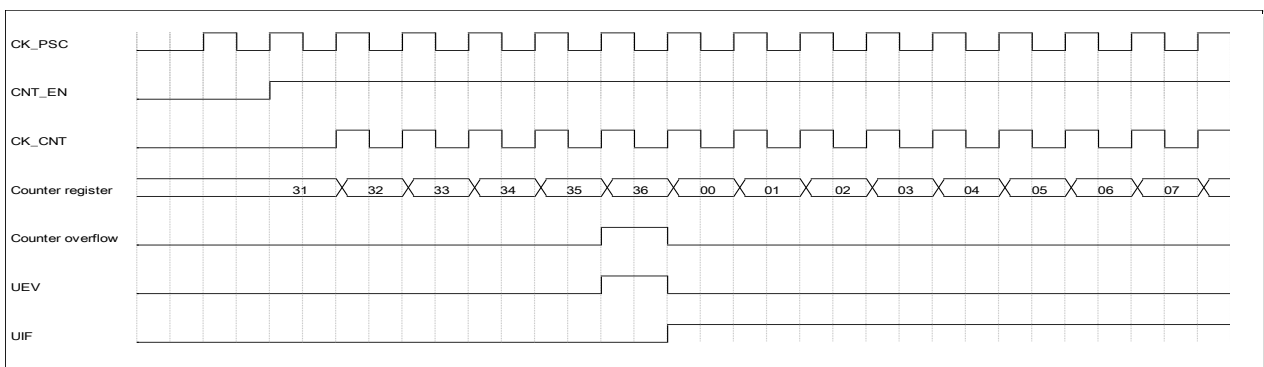 CK_PSC
CNT_EN
CK_CNT
Counter register 31 32 33 34 35 36 00 01 02 03 04 05 06 07
Counter overflow
UEV
UIF